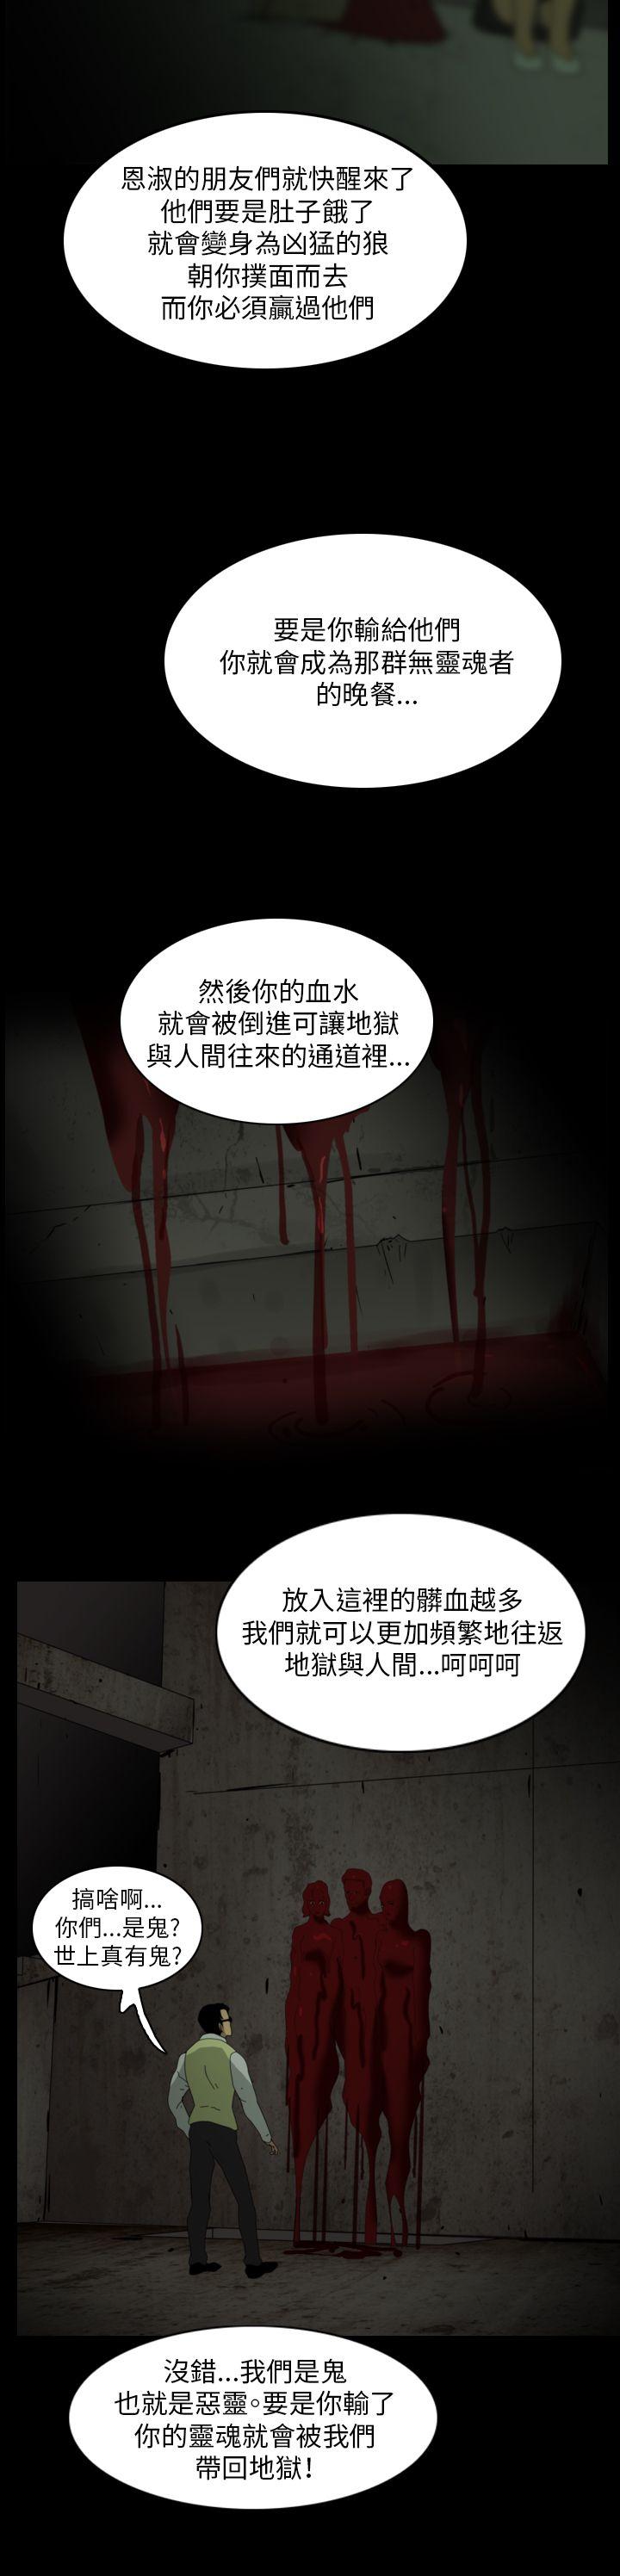 恩淑的朋友們就快醒來了
他們要是肚子餓了
就會變身為凶猛的狼
朝你撲面而去
而你必須贏過他們
要是你輸給他們
你就會成為那群無靈魂者
的晚餐...
然後你的血水
就會被倒進可讓地獄
與人間往來的通道裡...
放入這裡的髒血越多
我們就可以更加頻繁地往返
地獄與人間...呵呵呵
搞啥啊...
你們...是鬼?
世上真有鬼?
沒錯...我們是鬼
也就是惡靈。要是你輸了
你的靈魂就會被我們
帶回地獄!